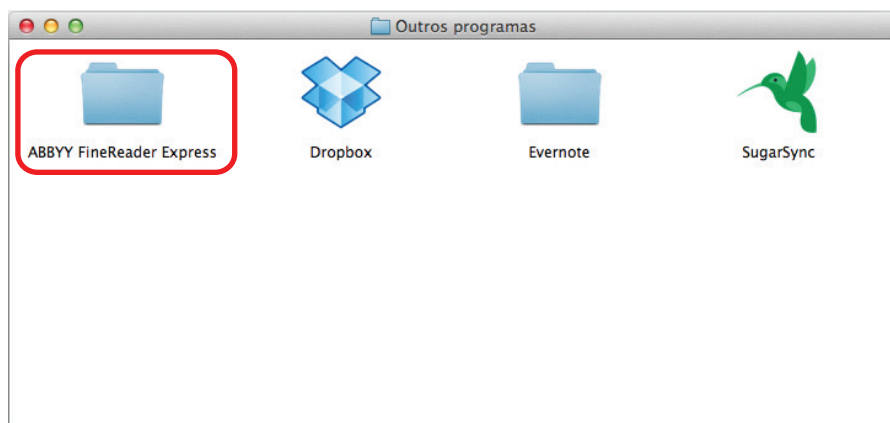 Outros programas
ABBYY FineReader Express
Dropbox
Evernote
SugarSync